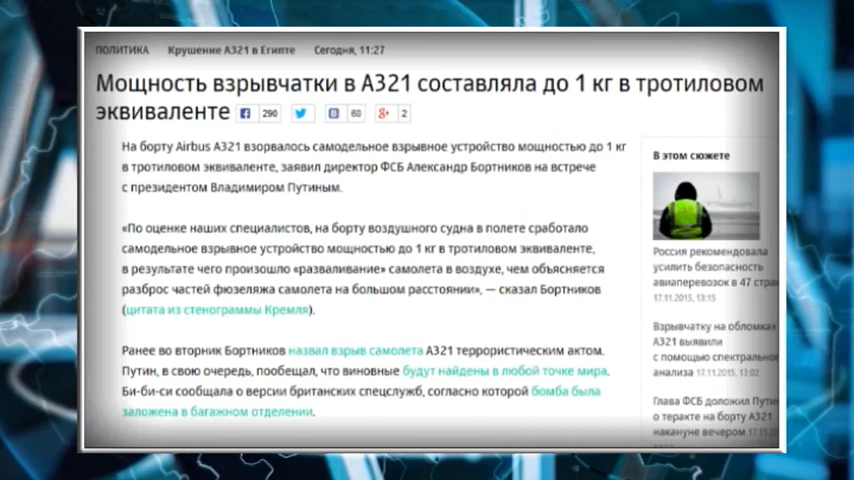 ПОЛИТИКА Крушение А321 в Египте Сегодня, 11:27
Мощность взрывчатки в А321 составляла до 1 кг в тротиловом
эквиваленте 290 60 2
На борту Airbus А321 взорвалось самодельное взрывное устройство мощностью до 1 кг
в тротиловом эквиваленте, заявил директор ФСБ Александр Бортников на встрече
с президентом Владимиром Путиным.
«По оценке наших специалистов, на борту воздушного судна в полете сработало
самодельное взрывное устройство мощностью до 1 кг в тротиловом эквиваленте,
в результате чего произошло «разваливание» самолета в воздухе, чем объясняется
разброс частей фюзеляжа самолета на большом расстоянии», — сказал Бортников
(цитата из стенограммы Кремля).
Ранее во вторник Бортников назвал взрыв самолета А321 террористическим актом.
Путин, в свою очередь, пообещал, что виновные будут найдены в любой точке мира.
Би-би-си сообщала о версии британских спецслужб, согласно которой бомба была
заложена в багажном отделении.
В этом сюжете
Россия рекомендовала
усилить безопасность
авиаперевозок в 47 стран
17.11.2015, 13:15
Взрывчатку на обломках
А321 выявили
с помощью спектрально
анализа 17.11.2015, 13:02
Глава ФСБ доложил Пути
о теракте на борту А321
накануне вечером 17.11